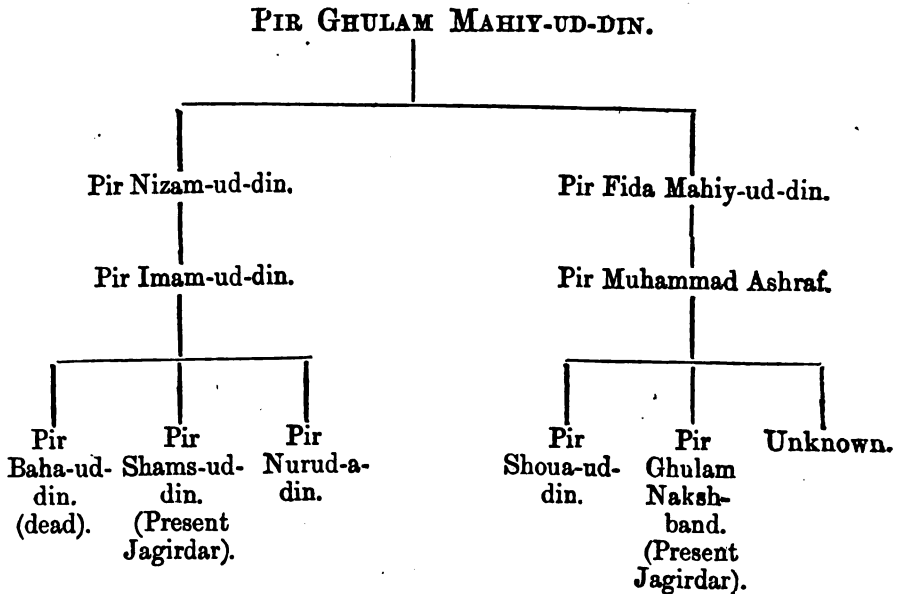 PIR GHULAM MAHIY-UD-DIN.
Pir Nizam-ud-din.
Pir Fida Mahiy-ud-din.
Pir Imam-ud-din.
Pir Muhammad Ashraf.
Pir
Baha-ud-
din.
(dead).
Pir
Shams-ud-
din.
(Present
Jagirdar).
Pir
Nurud-a-
din.
Pir
Shoua-ud-
din.
Pir
Ghulam
Naksh-
band.
(Present
Jagirdar).
Unknown.